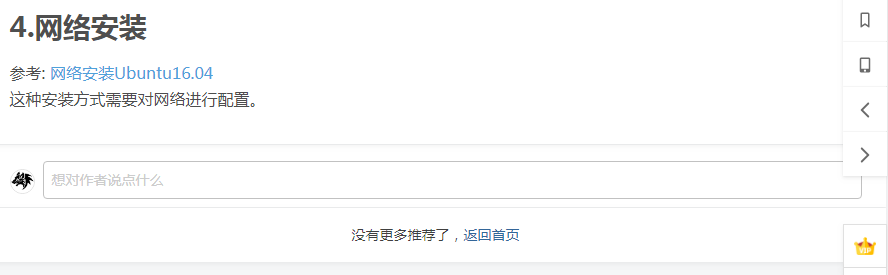 4.网络安装
参考: 网络安装Ubuntu16.04
这种安装方式需要对网络进行配置。
想对作者说点什么
没有更多推荐了，返回首页
VIP